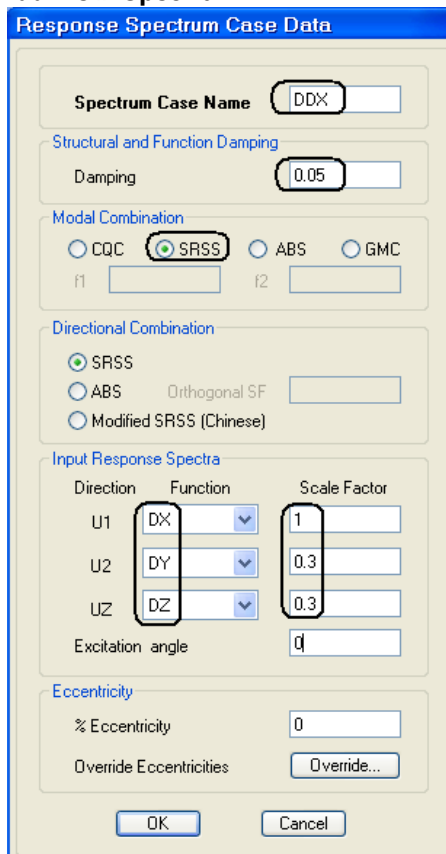 Response Spectrum Case Data
Spectrum Case Name DDX
Structural and Function Damping
Damping 0.05
Modal Combination
CQC SRSS ABS GMC
f1 f2
Directional Combination
SRSS
ABS Orthogonal SF
Modified SRSS (Chinese)
Input Response Spectra
Direction Function Scale Factor
U1 DX 1
U2 DY 0.3
UZ DZ 0.3
Excitation angle 0
Eccentricity
% Eccentricity 0
Override Eccentricities Override...
OK Cancel